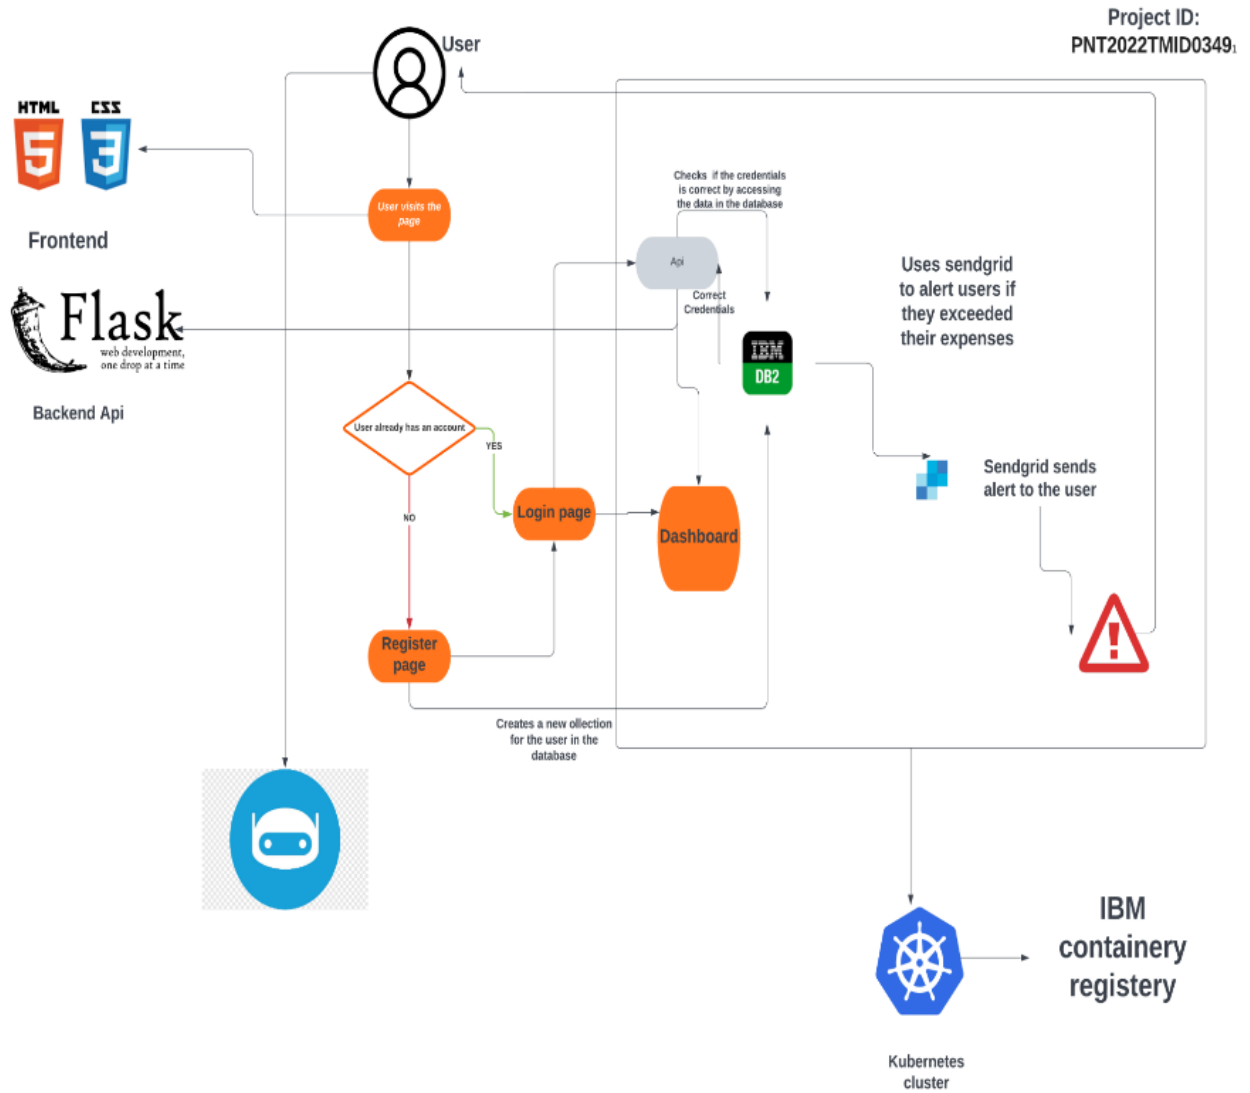 Project ID:
PNT2022TMID03491
User
HTML
CSS
5
3
User visits the
page
Frontend
Checks if the credentials
is correct by accessing
the data in the database
Api
Correct
Credentials
Uses sendgrid
to alert users if
they exceeded
their expenses
Flask
web development,
one drop at a time
Backend Api
IBM
DB2
User already has an account
YES
NO
Login page
Dashboard
Sendgrid sends
alert to the user
!
Register
page
Creates a new ollection
for the user in the
database
IBM
containery
registery
Kubernetes
cluster